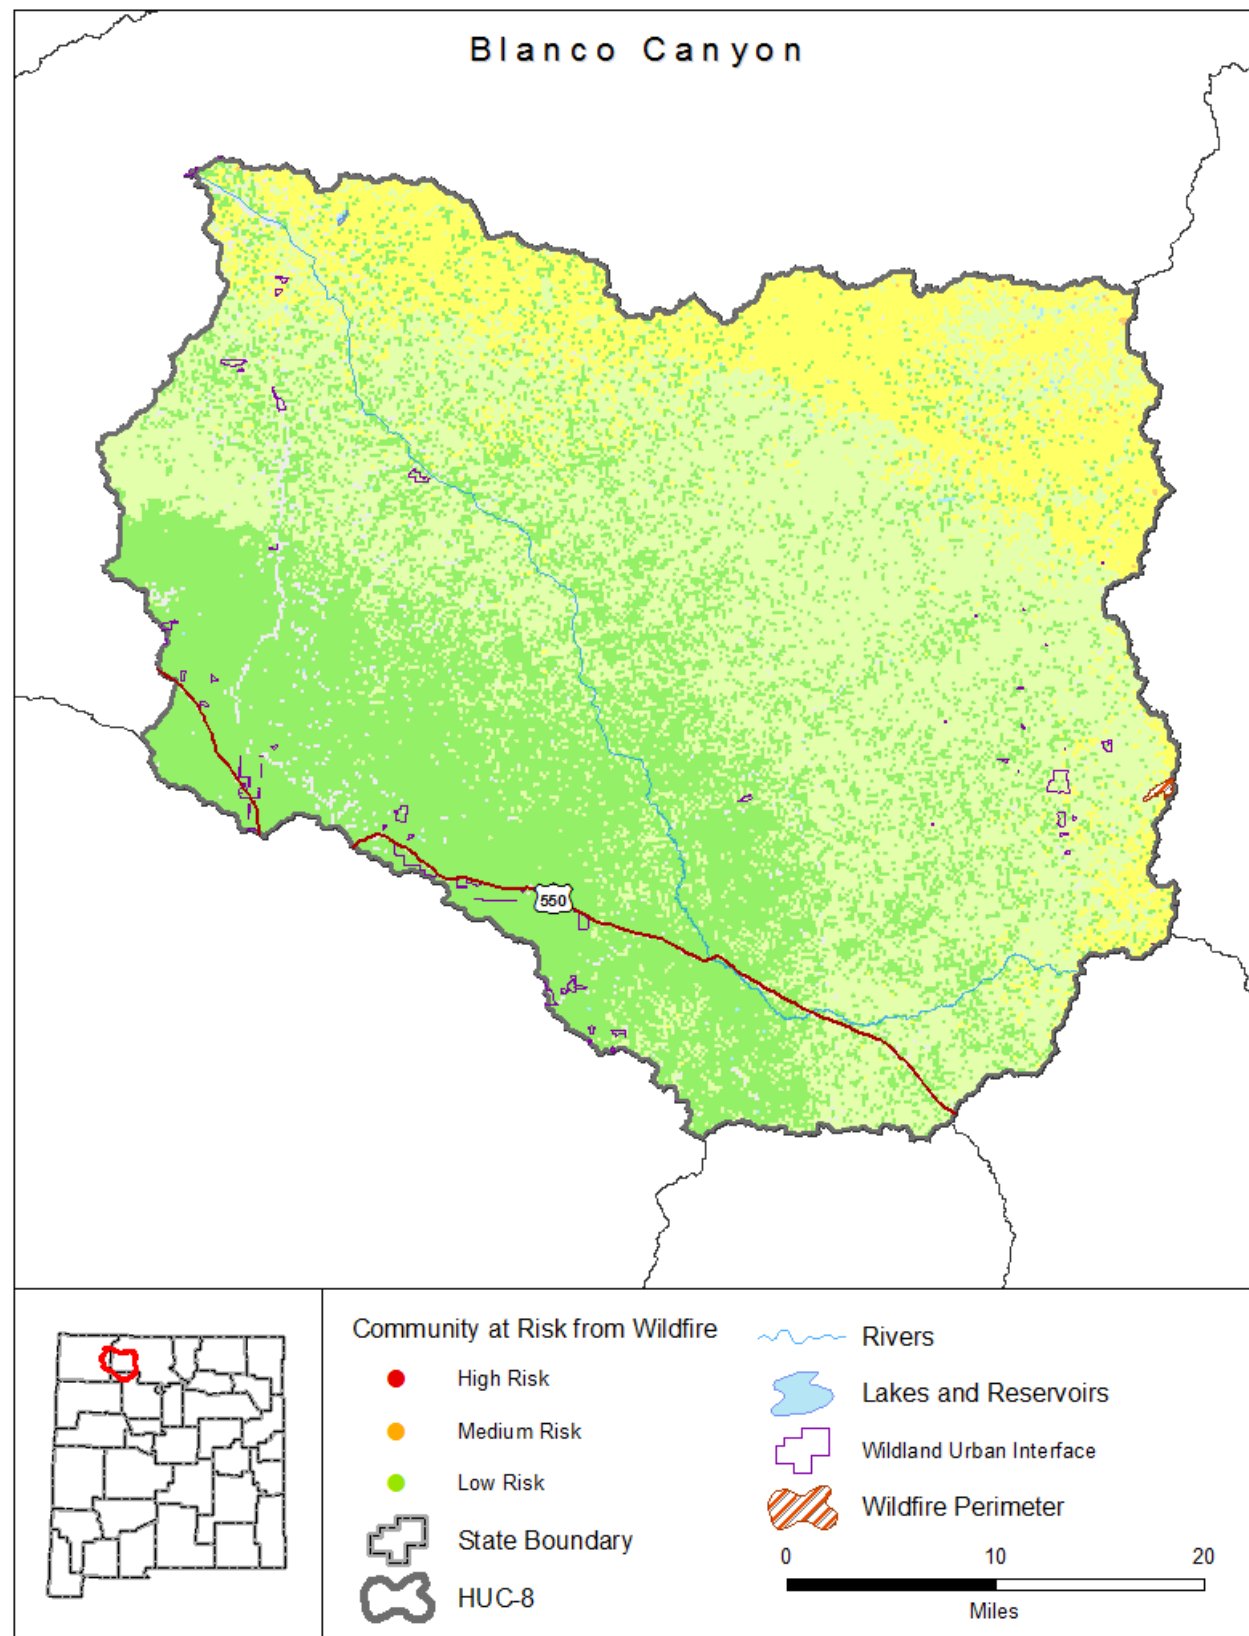 Blanco Canyon
550
Community at Risk from Wildfire
High Risk
Medium Risk
Low Risk
State Boundary
HUC-8
Rivers
Lakes and Reservoirs
Wildland Urban Interface
Wildfire Perimeter
0 10 20
Miles